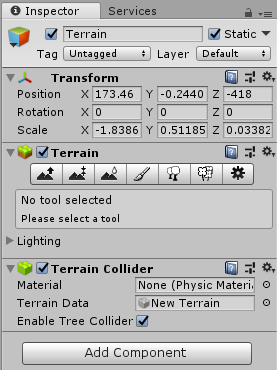 Inspector Services
Terrain Static
Tag Untagged Layer Default
Transform
Position X 173.46 Y -0.2440 Z -418
Rotation X 0 Y 0 Z 0
Scale X -1.8386 Y 0.51185 Z 0.03382
Terrain
No tool selected
Please select a tool
Lighting
Terrain Collider
Material None (Physic Materi
Terrain Data New Terrain
Enable Tree Collider
Add Component